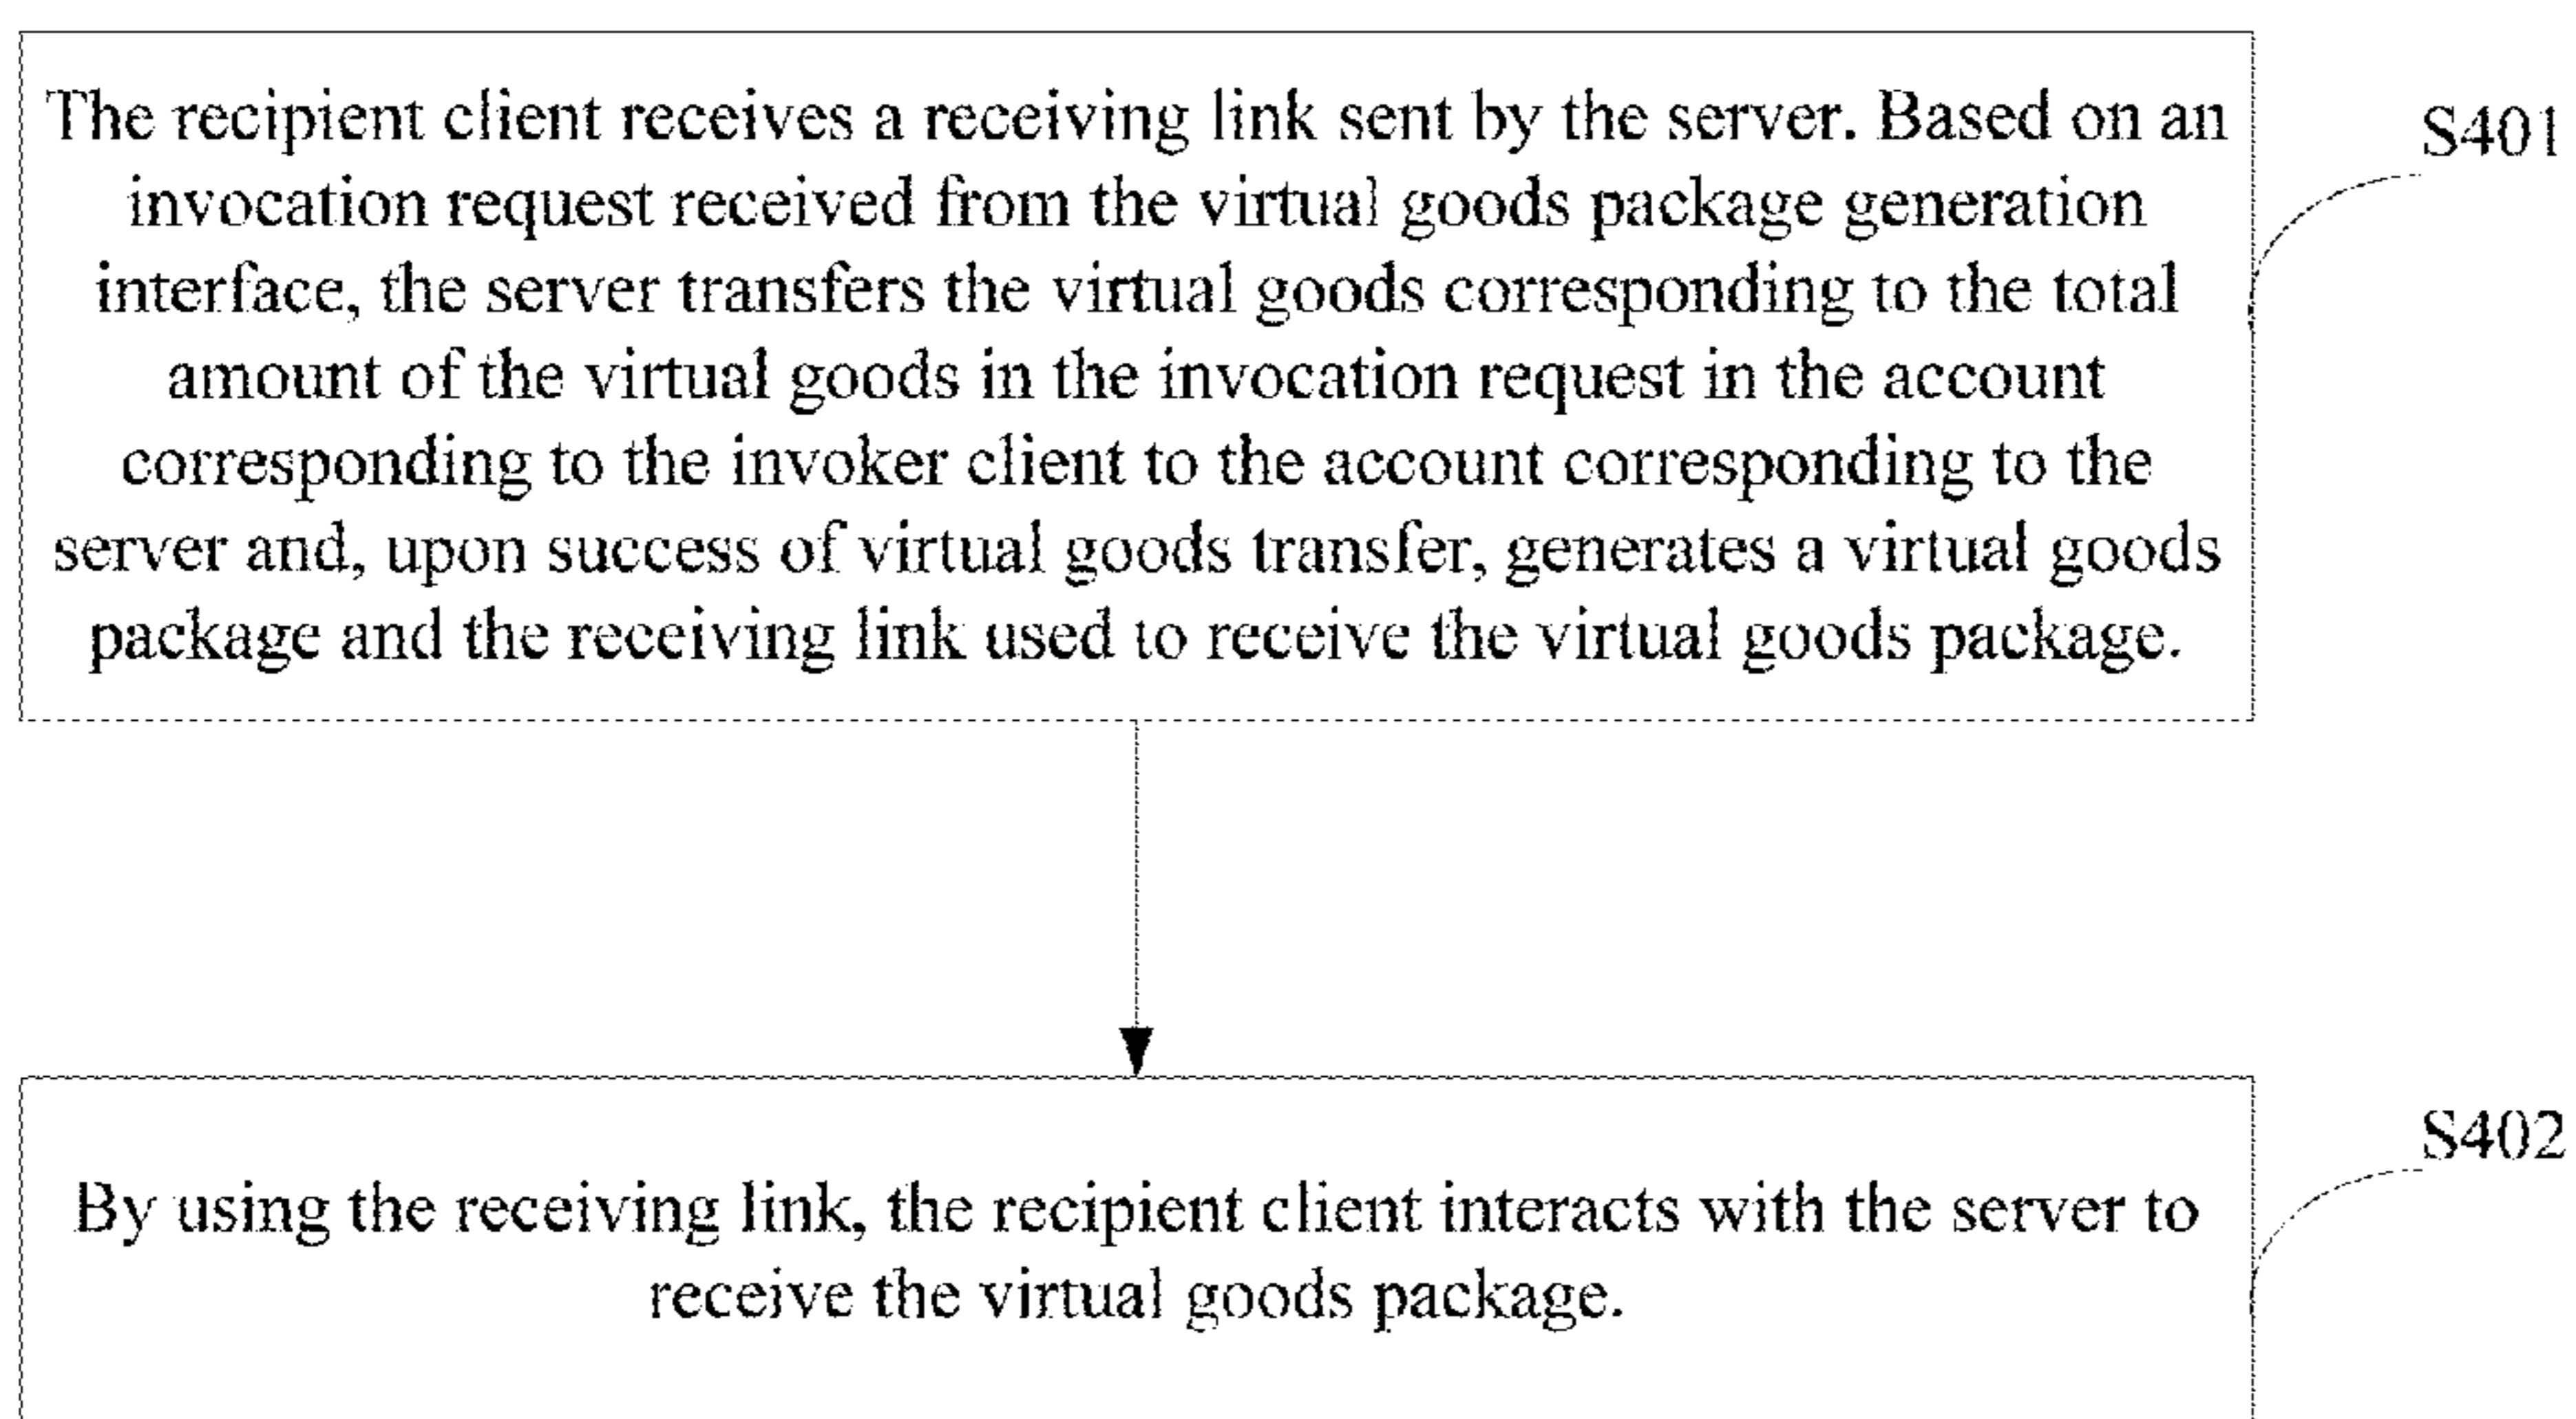 The recipient client receives a receiving link sent by the server. Based on an
invocation request received from the virtual goods package generation
interface, the server transfers the virtual goods corresponding to the total
amount of the virtual goods in the invocation request in the account
corresponding to the invoker client to the account corresponding to the
server and, upon success of virtual goods transfer, generates a virtual goods
package and the receiving link used to receive the virtual goods package.
S401
By using the receiving link, the recipient client interacts with the server to
receive the virtual goods package.
S402